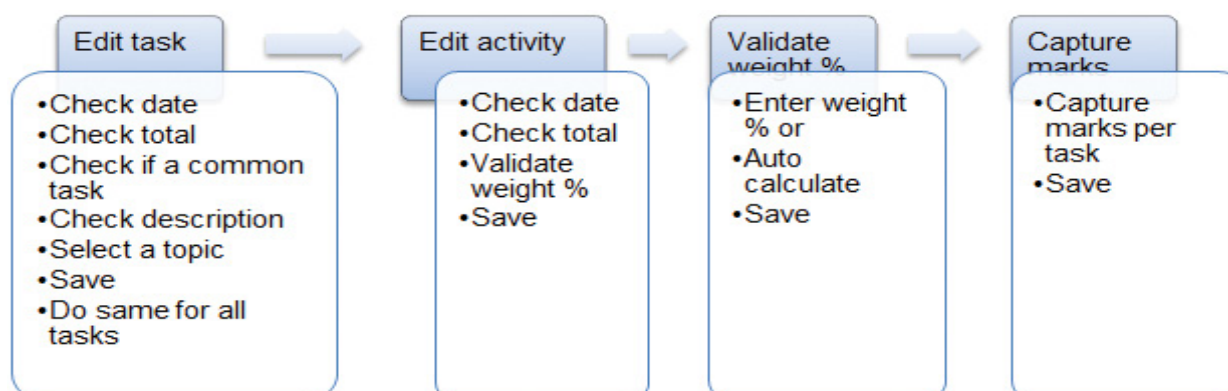 Edit task
•Check date
•Check total
•Check if a common
task
•Check description
•Select a topic
•Save
•Do same for all
tasks
Edit activity
•Check date
•Check total
•Validate
weight %
•Save
Validate
weight %
•Enter weight
% or
•Auto
calculate
•Save
Capture
marks
•Capture
marks per
task
•Save